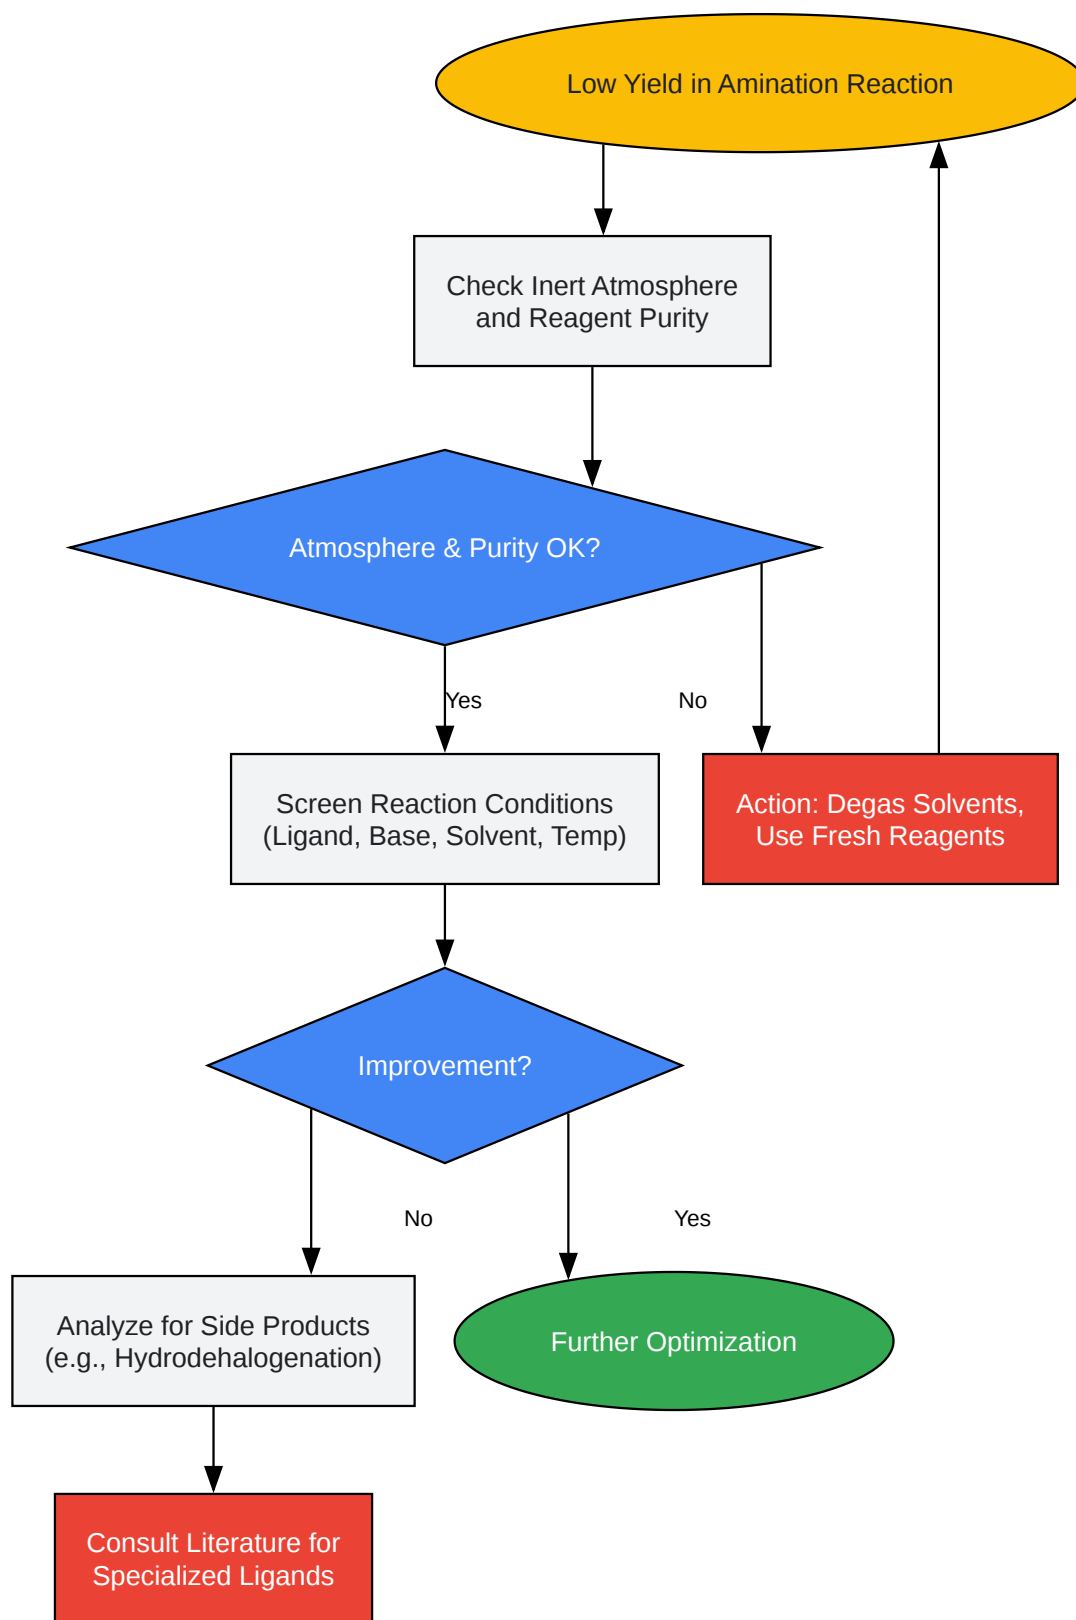 Low Yield in Amination Reaction
Check Inert Atmosphere
and Reagent Purity
Atmosphere & Purity OK?
Yes
No
Screen Reaction Conditions
(Ligand, Base, Solvent, Temp)
Action: Degas Solvents,
Use Fresh Reagents
Improvement?
No
Yes
Analyze for Side Products
(e.g., Hydrodehalogenation)
Further Optimization
Consult Literature for
Specialized Ligands